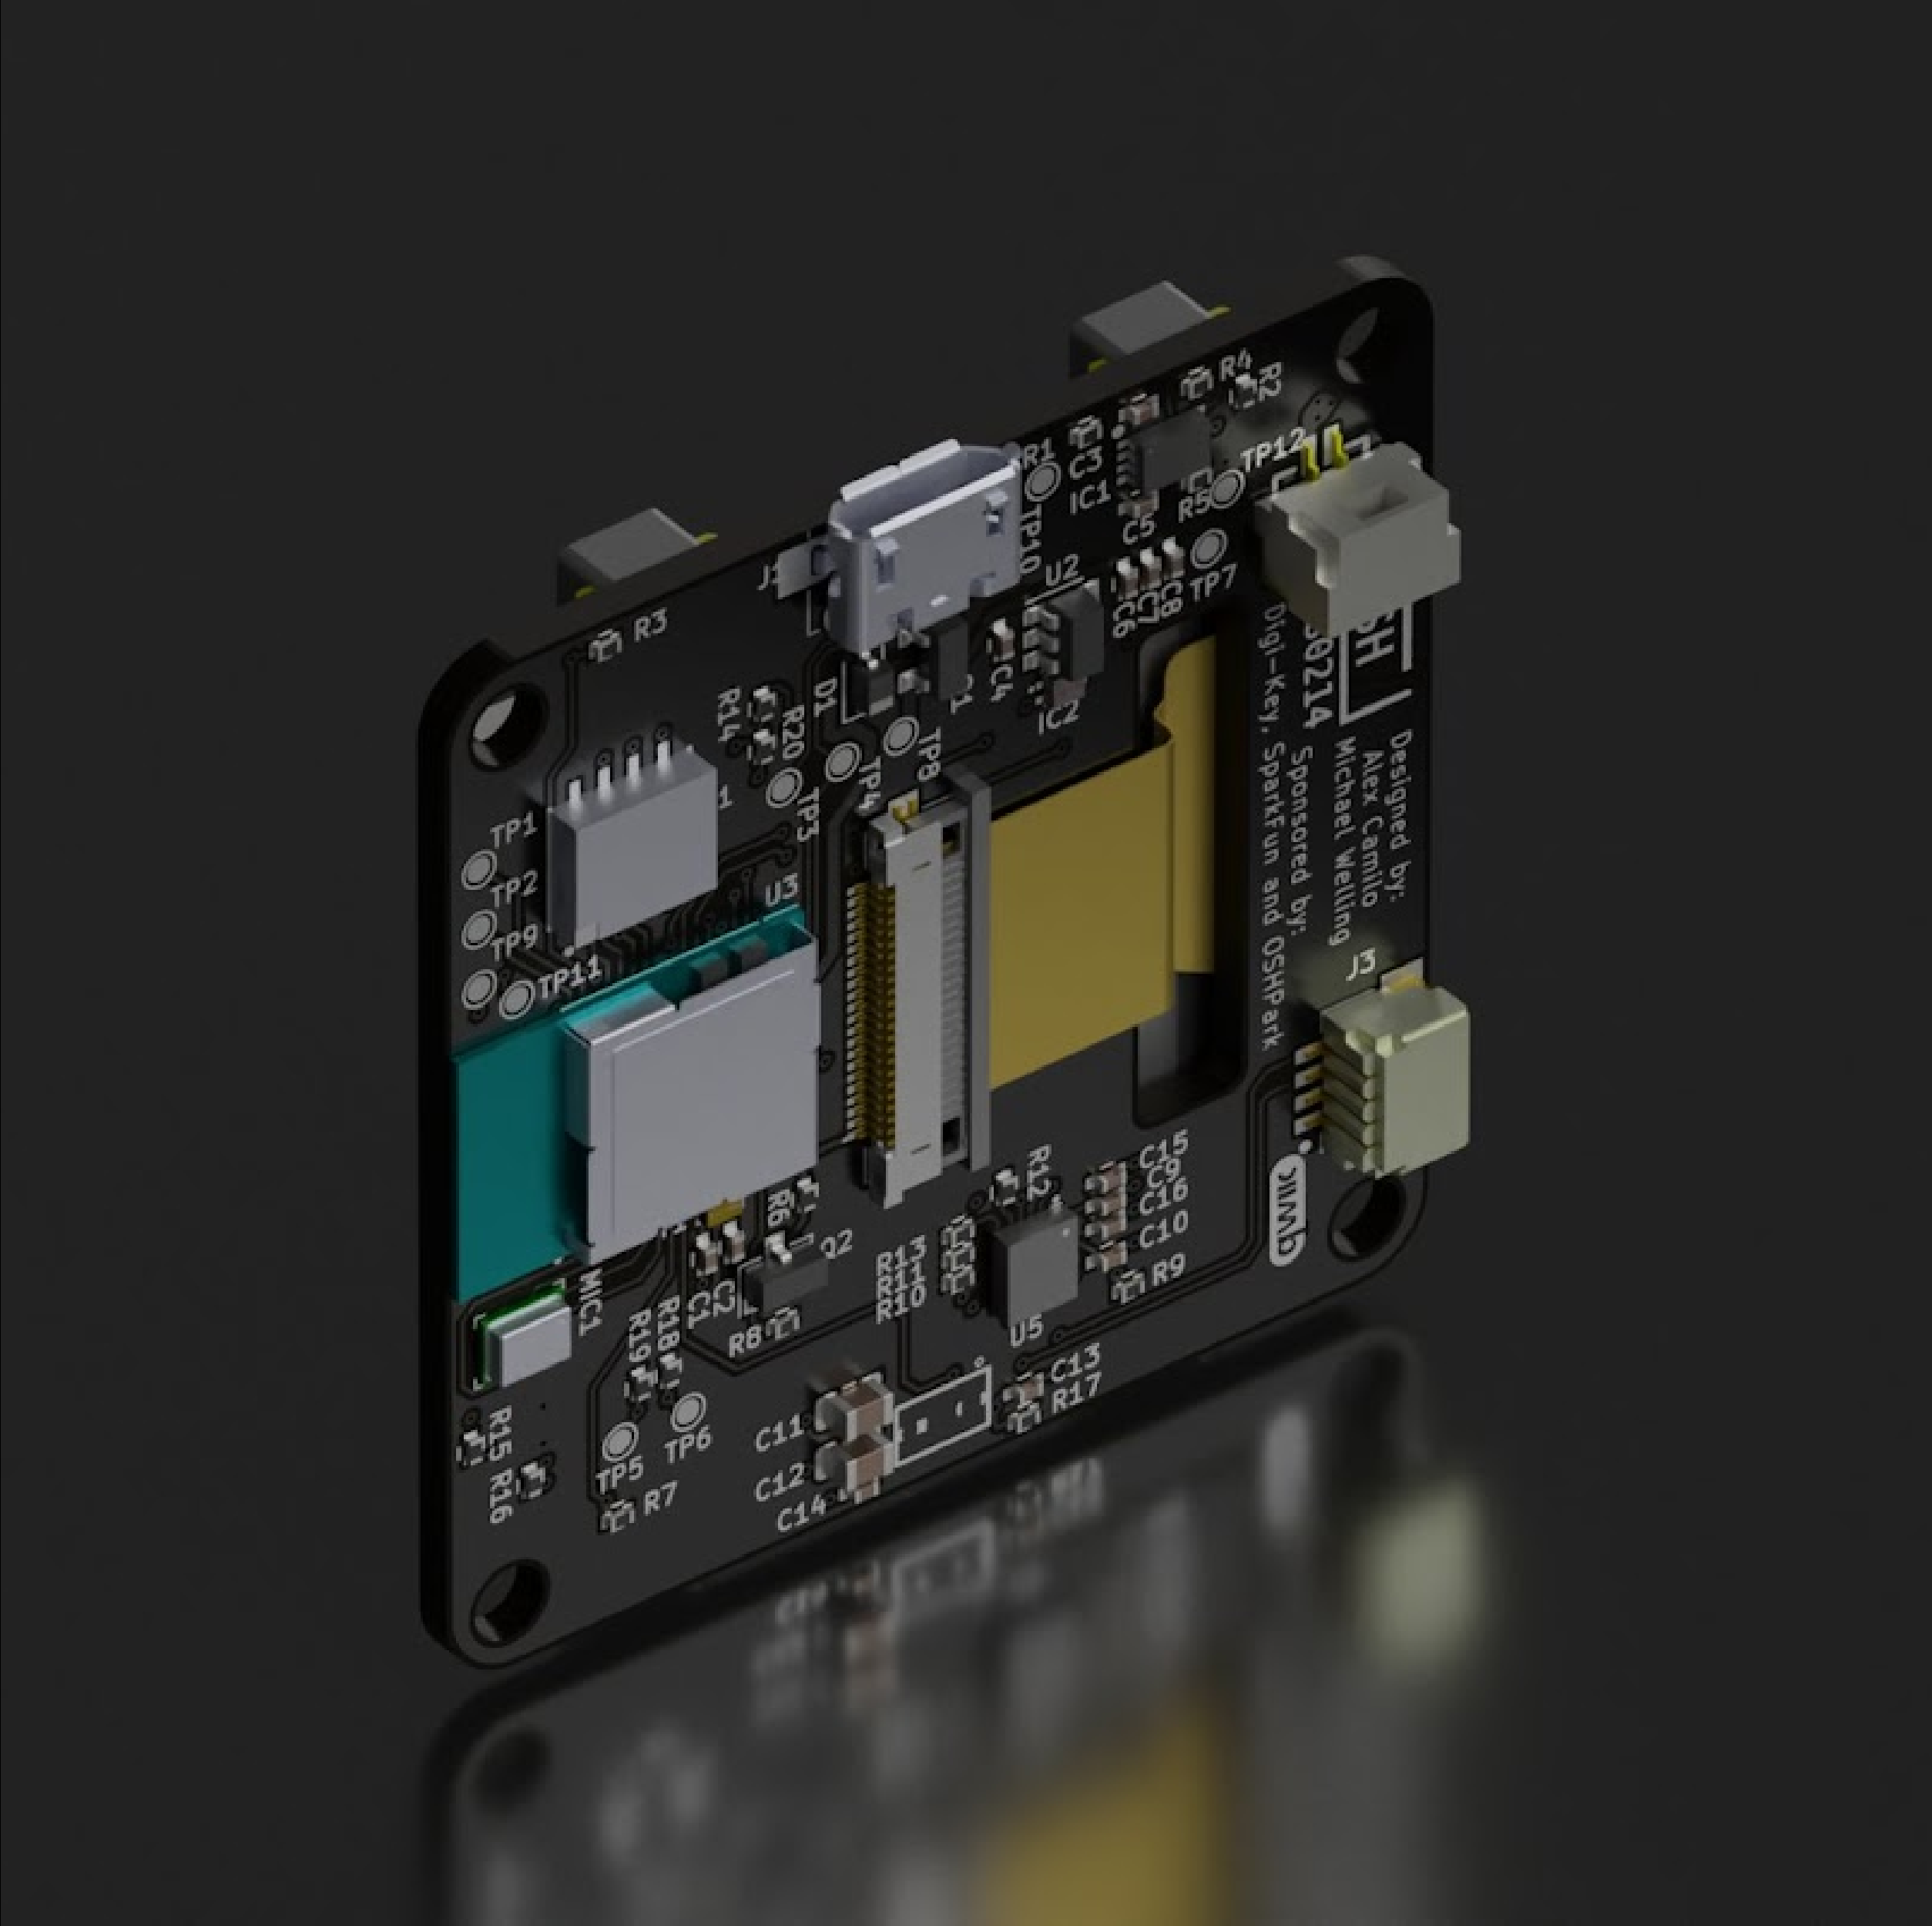 R4
R2
R1
C3
IC1
TP12
R5
C5
TP10
J1
U2
TP7
C6
C7
C8
R3
C4
IC2
D1
R14
R20
TP8
TP4
TP3
TP1
TP2
TP9
TP11
U3
Designed by:
Alex Camilo
Michael Welling
Sponsored by:
Digi-Key, SparkFun and OSHPark
J3
qwiic
R12
C15
C9
C16
C10
R9
U5
R13
R11
R10
R6
Q2
C1
C2
R8
MIC1
R18
R19
C13
R17
C11
C12
C14
TP6
TP5
R7
R15
R16